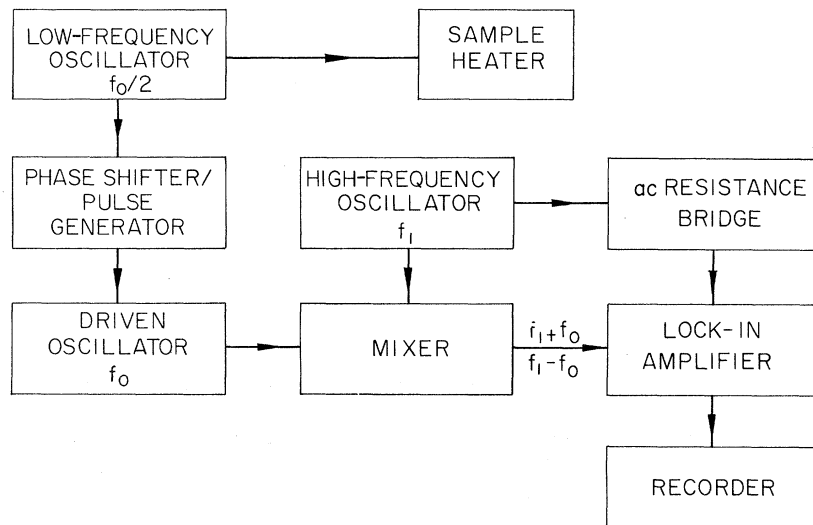 LOW-FREQUENCY
OSCILLATOR
f₀/2
SAMPLE
HEATER
PHASE SHIFTER/
PULSE
GENERATOR
HIGH-FREQUENCY
OSCILLATOR
f₁
ac RESISTANCE
BRIDGE
DRIVEN
OSCILLATOR
f₀
MIXER
f₁+f₀
f₁-f₀
LOCK-IN
AMPLIFIER
RECORDER